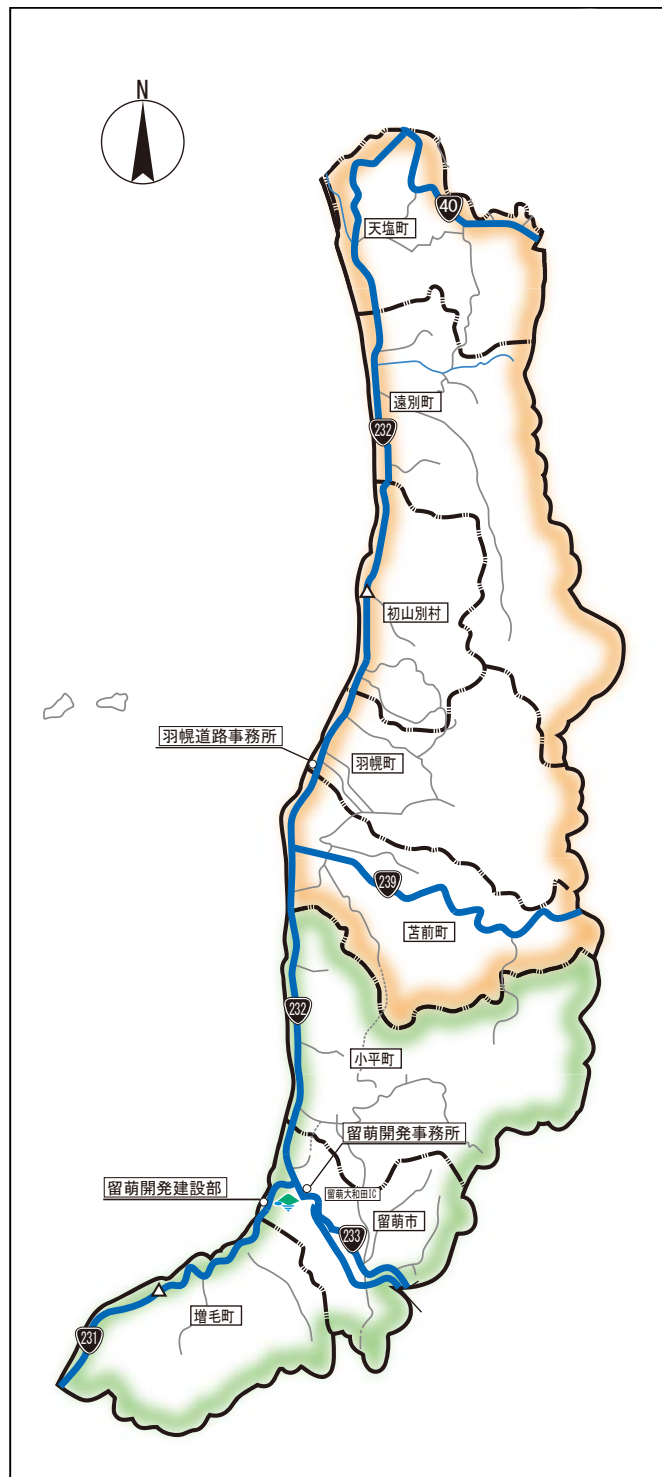 N
40
天塩町
遠別町
232
初山別村
羽幌道路事務所
羽幌町
239
苫前町
232
小平町
留萌開発事務所
留萌開発建設部
留萌大和田IC
留萌市
233
増毛町
231